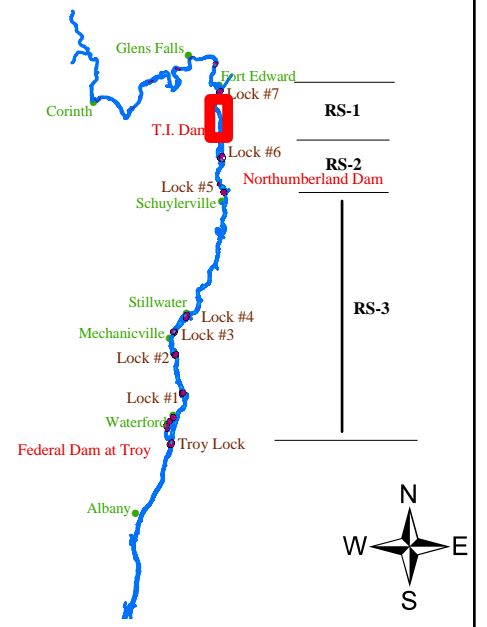 Glens Falls
Fort Edward
Lock #7
Corinth
RS-1
T.I. Dam
Lock #6
RS-2
Northumberland Dam
Lock #5
Schuylerville
Stillwater
RS-3
Lock #4
Mechanicville
Lock #3
Lock #2
Lock #1
Waterford
Federal Dam at Troy
Troy Lock
N
Albany
W
E
S